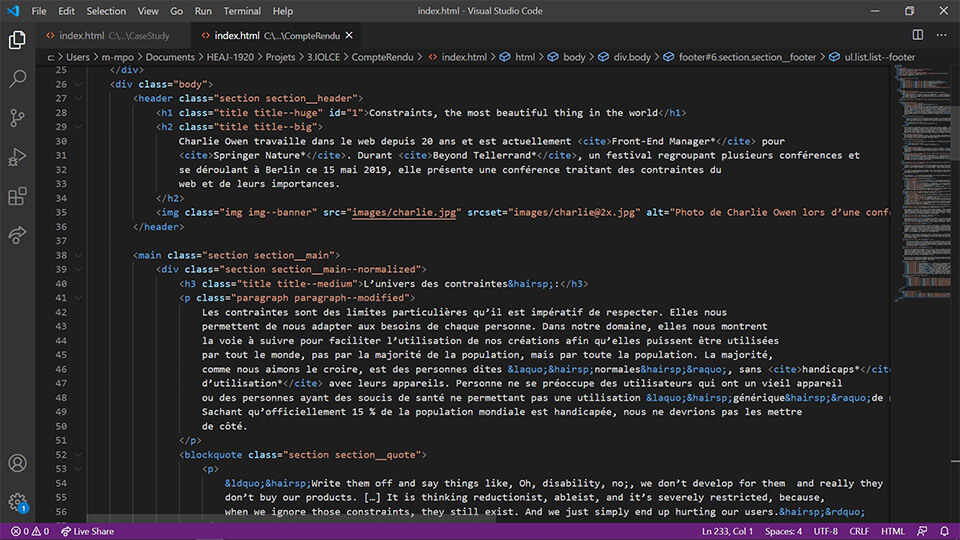 File Edit Selection View Go Run Terminal Help index.html - Visual Studio Code
index.html C:\...\CaseStudy index.html C:\...\CompteRendu
c: > Users > m-mpo > Documents > HEAJ-1920 > Projets > 3.IOLCE > CompteRendu > index.html > html > body > div.body > footer#6.section.section__footer > ul.list.list--footer
25 </div>
26 <div class="body">
27 <header class="section section__header">
28 <h1 class="title title--huge" id="1">Constraints, the most beautiful thing in the world</h1>
29 <h2 class="title title--big">
30 Charlie Owen travaille dans le web depuis 20 ans et est actuellement <cite>Front-End Manager*</cite> pour
31 <cite>Springer Nature*</cite>. Durant <cite>Beyond Tellerrand</cite>, un festival regroupant plusieurs conférences et
32 se déroulant à Berlin ce 15 mai 2019, elle présente une conférence traitant des contraintes du
33 web et de leurs importances.
34 </h2>
35 <img class="img img--banner" src="images/charlie.jpg" srcset="images/charlie@2x.jpg" alt="Photo de Charlie Owen lors d’une conf
36 </header>
37
38 <main class="section section__main">
39 <div class="section section__main--normalized">
40 <h3 class="title title--medium">L’univers des contraintes&hairsp;:</h3>
41 <p class="paragraph paragraph--modified">
42 Les contraintes sont des limites particulières qu’il est impératif de respecter. Elles nous
43 permettent de nous adapter aux besoins de chaque personne. Dans notre domaine, elles nous montrent
44 la voie à suivre pour faciliter l’utilisation de nos créations afin qu’elles puissent être utilisées
45 par tout le monde, pas par la majorité de la population, mais par toute la population. La majorité,
46 comme nous aimons le croire, est des personnes dites &laquo;&hairsp;normales&hairsp;&raquo;, sans <cite>handicaps*</cit
47 d’utilisation*</cite> avec leurs appareils. Personne ne se préoccupe des utilisateurs qui ont un vieil appareil
48 ou des personnes ayant des soucis de santé ne permettant pas une utilisation &laquo;&hairsp;générique&hairsp;&raquo;de
49 Sachant qu’officiellement 15 % de la population mondiale est handicapée, nous ne devrions pas les mettre
50 de côté.
51 </p>
52 <blockquote class="section section__quote">
53 <p>
54 &ldquo;&hairsp;Write them off and say things like, Oh, disability, no;, we don’t develop for them and really they
55 don’t buy our products. […] It is thinking reductionist, ableist, and it’s severely restricted, because,
56 when we ignore those constraints, they still exist. And we just simply end up hurting our users.&hairsp;&rdquo;
0 0 Live Share Ln 233, Col 1 Spaces: 4 UTF-8 CRLF HTML
1